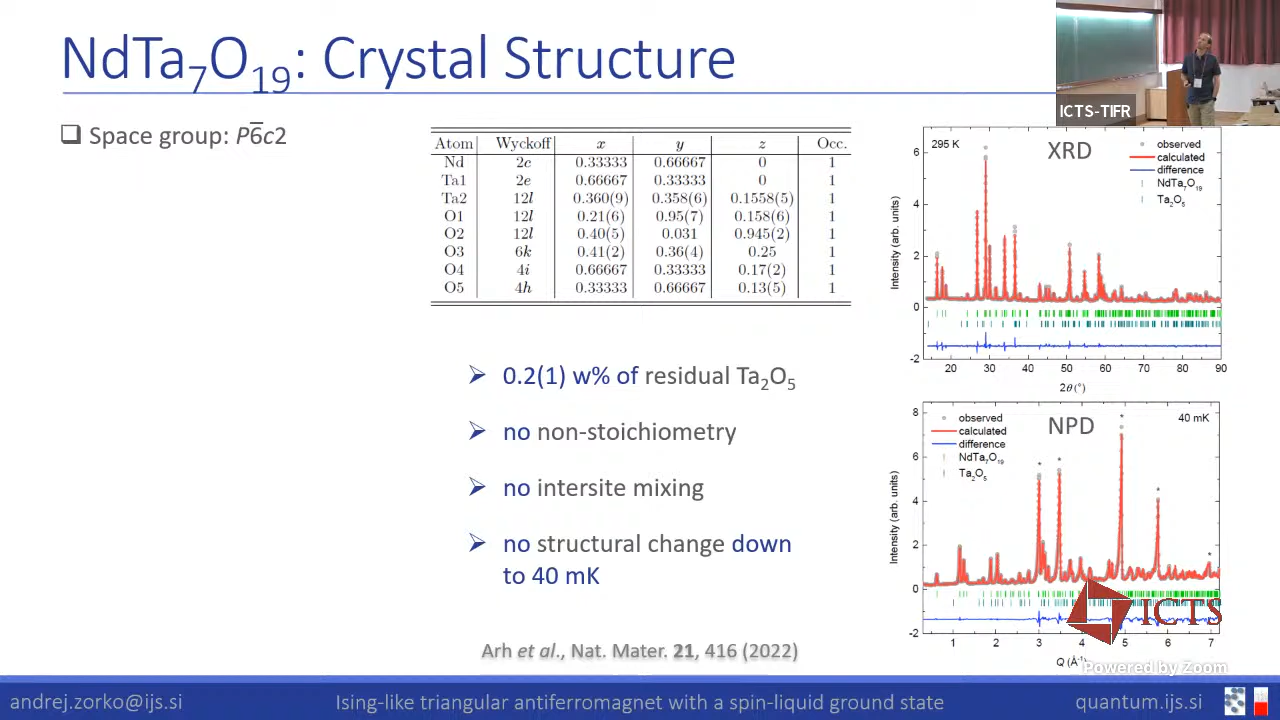 NdTa₇O₁₉: Crystal Structure
ICTS-TIFR
❑ Space group: P6̅c2
Atom Wyckoff x y z Occ.
Nd 2c 0.33333 0.66667 0 1
Ta1 2e 0.66667 0.33333 0 1
Ta2 12l 0.360(9) 0.358(6) 0.1558(5) 1
O1 12l 0.21(6) 0.95(7) 0.158(6) 1
O2 12l 0.40(5) 0.031 0.945(2) 1
O3 6k 0.41(2) 0.36(4) 0.25 1
O4 4i 0.66667 0.33333 0.17(2) 1
O5 4h 0.33333 0.66667 0.13(5) 1
➢ 0.2(1) w% of residual Ta₂O₅
➢ no non-stoichiometry
➢ no intersite mixing
➢ no structural change down
to 40 mK
295 K
XRD
observed
calculated
difference
NdTa₇O₁₉
Ta₂O₅
Intensity (arb. units)
6
4
2
0
-2
20 30 40 50 60 70 80 90
2θ (°)
observed
calculated
difference
NdTa₇O₁₉
Ta₂O₅
NPD
40 mK
* * * * *
Intensity (arb. units)
8
6
4
2
0
-2
1 2 3 4 5 6 7
Q (Å⁻¹)
ICTS
Powered by Zoom
Arh et al., Nat. Mater. 21, 416 (2022)
andrej.zorko@ijs.si
Ising-like triangular antiferromagnet with a spin-liquid ground state
quantum.ijs.si